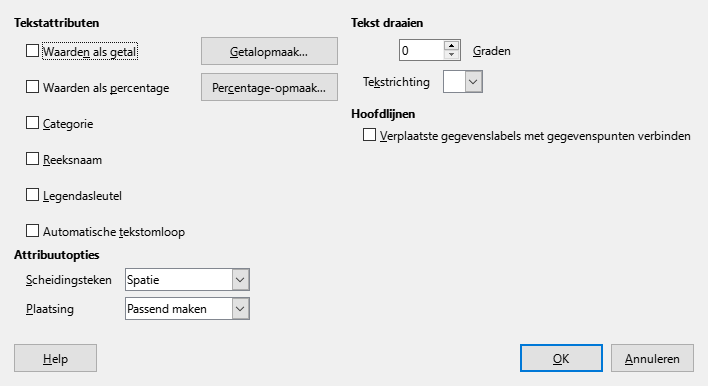 Tekstattributen
Waarden als getal
Getalopmaak...
Waarden als percentage
Percentage-opmaak...
Categorie
Reeksnaam
Legendasleutel
Automatische tekstomloop
Attribuutopties
Scheidingsteken
Spatie
Plaatsing
Passend maken
Tekst draaien
0
Graden
Tekstrichting
Hoofdlijnen
Verplaatste gegevenslabels met gegevenspunten verbinden
Help
OK
Annuleren